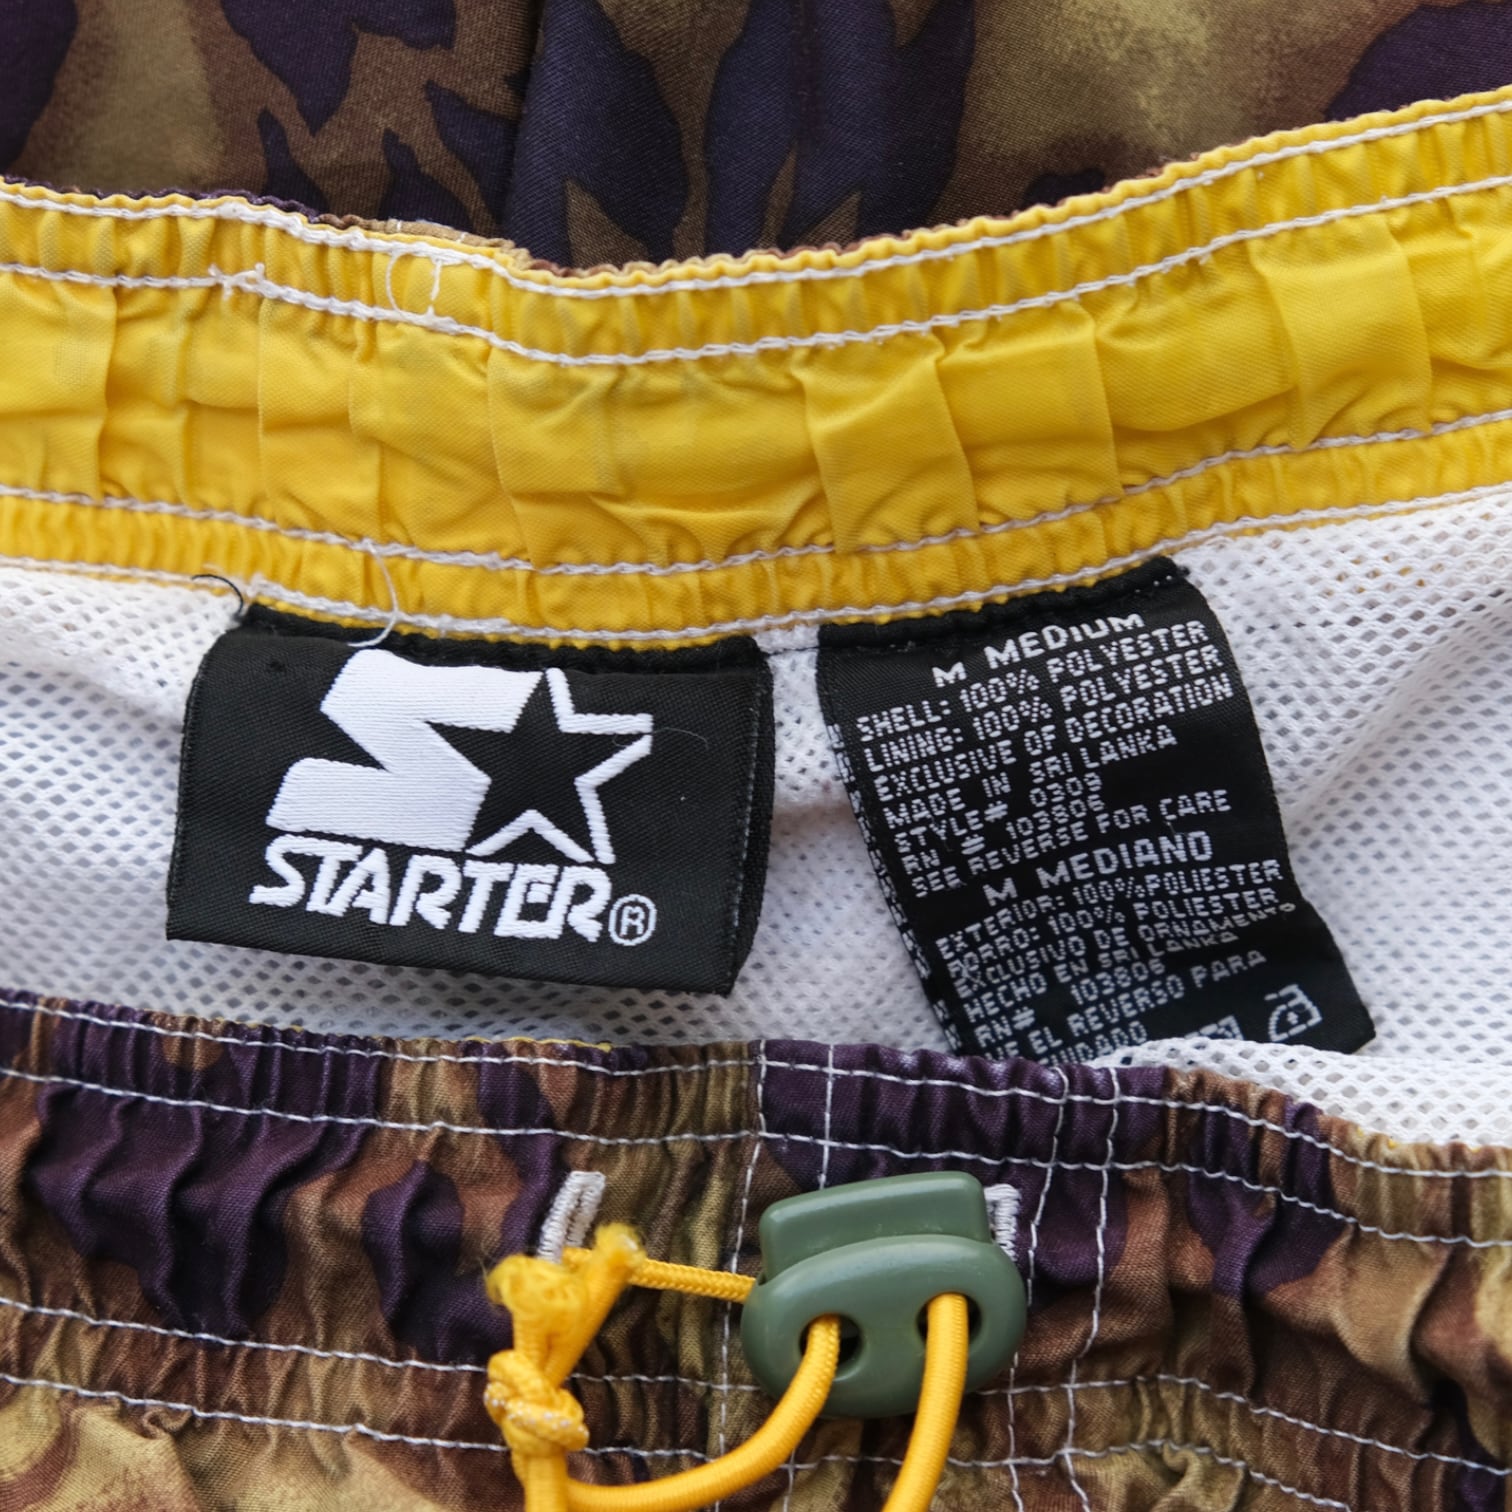 STARTER®
M MEDIUM
SHELL: 100% POLYESTER
LINING: 100% POLYESTER
EXCLUSIVE OF DECORATION
MADE IN SRI LANKA
STYLE# 0309
RN # 103806
SEE REVERSE FOR CARE
M MEDIANO
EXTERIOR: 100% POLIESTER
FORRO: 100% POLIESTER
EXCLUSIVO DE ORNAMENTO
HECHO EN SRI LANKA
RN# 103806
EL REVERSO PARA